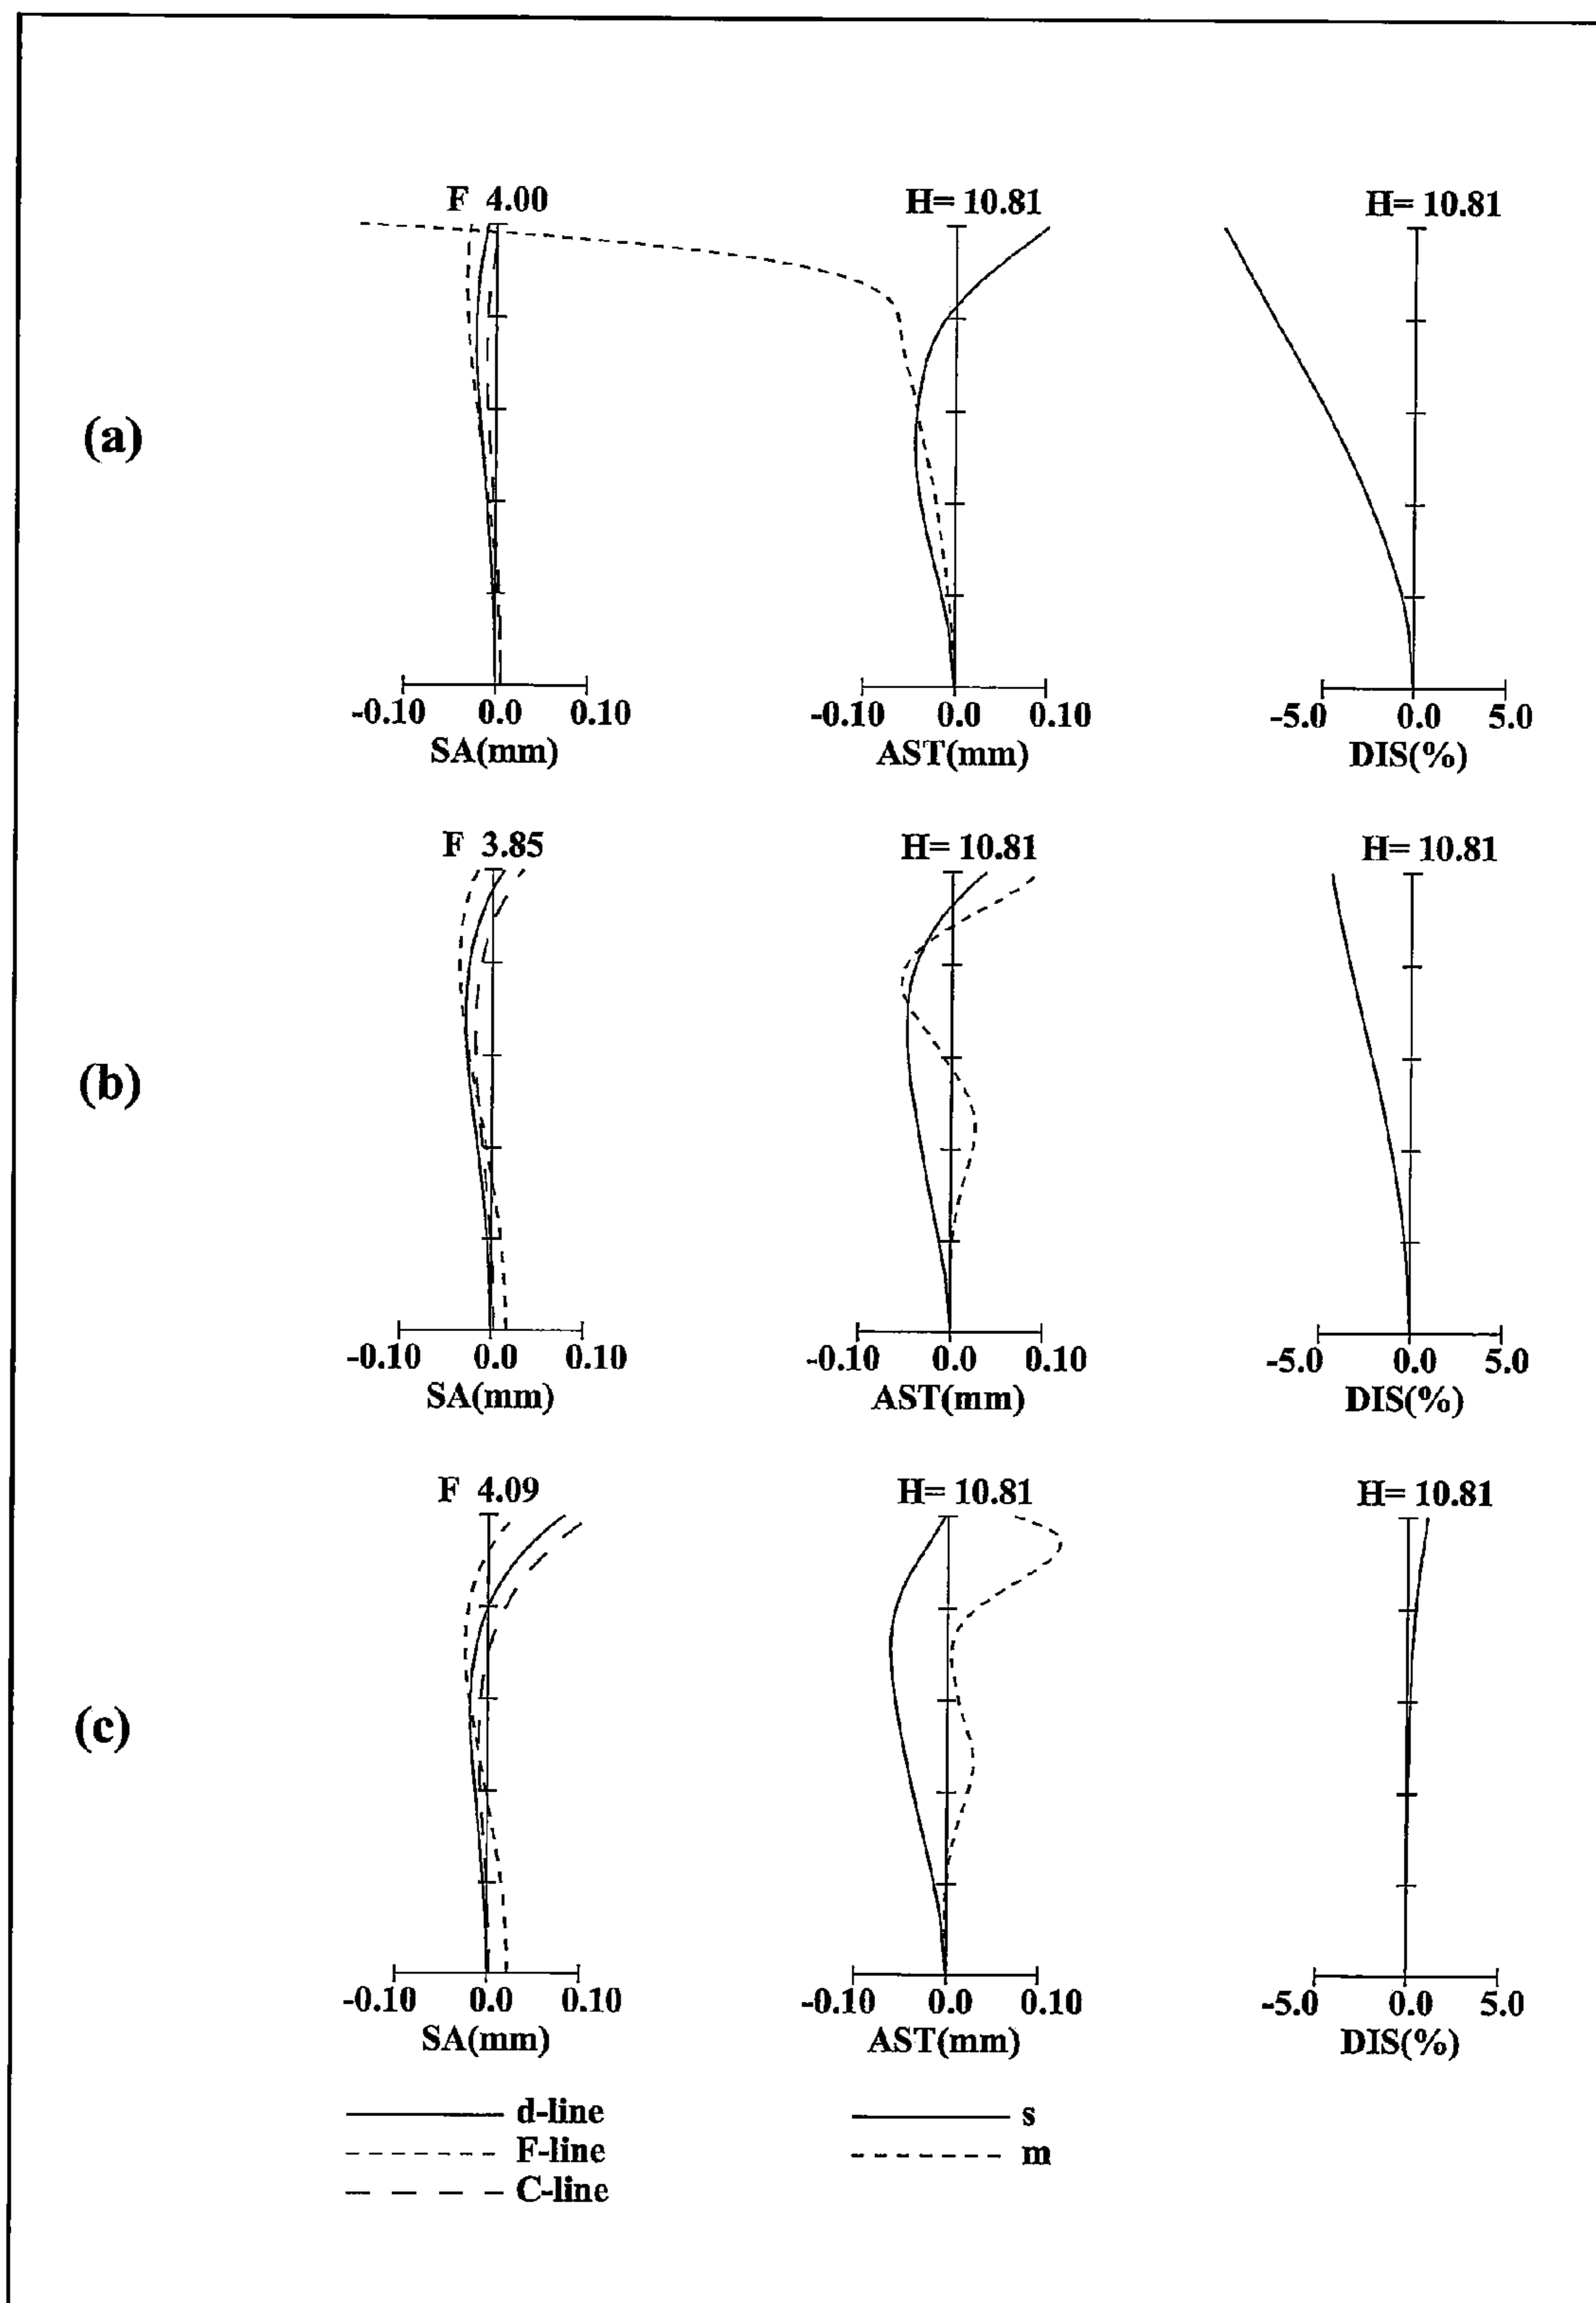 F 4.00 H= 10.81 H= 10.81
(a)
-0.10 0.0 0.10 -0.10 0.0 0.10 -5.0 0.0 5.0
SA(mm) AST(mm) DIS(%)
F 3.85 H= 10.81 H= 10.81
(b)
-0.10 0.0 0.10 -0.10 0.0 0.10 -5.0 0.0 5.0
SA(mm) AST(mm) DIS(%)
F 4.09 H= 10.81 H= 10.81
(c)
-0.10 0.0 0.10 -0.10 0.0 0.10 -5.0 0.0 5.0
SA(mm) AST(mm) DIS(%)
d-line s
F-line m
C-line